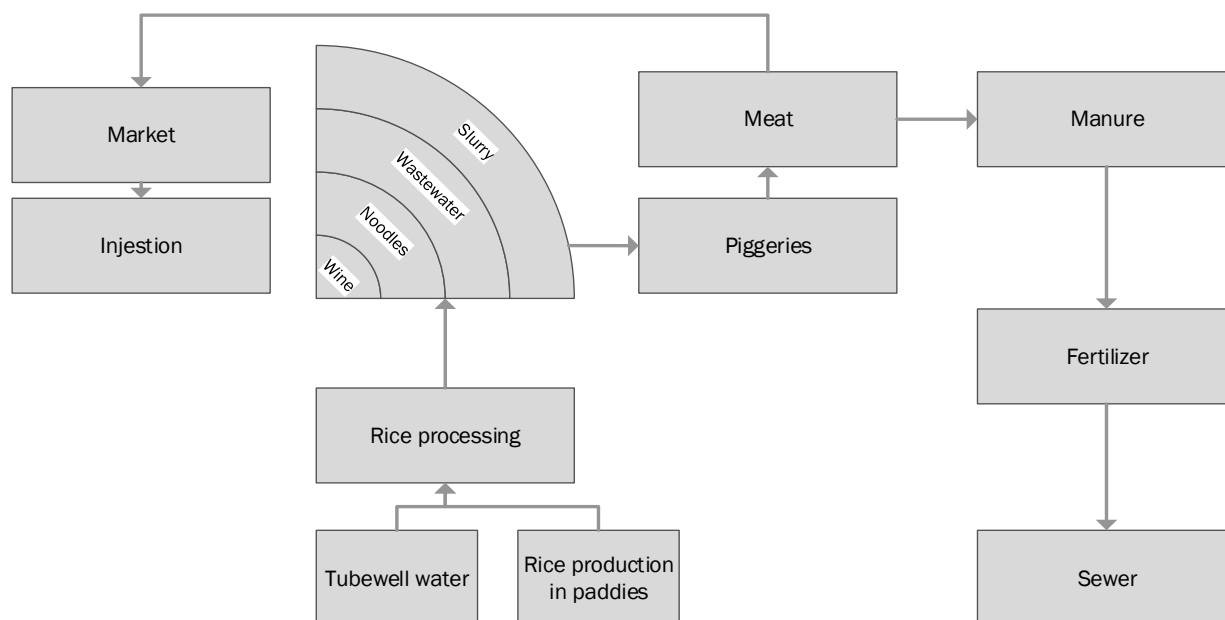 Market
Injestion
Slurry
Wastewater
Noodles
Wine
Meat
Piggeries
Manure
Fertilizer
Sewer
Rice processing
Tubewell water
Rice production
in paddies